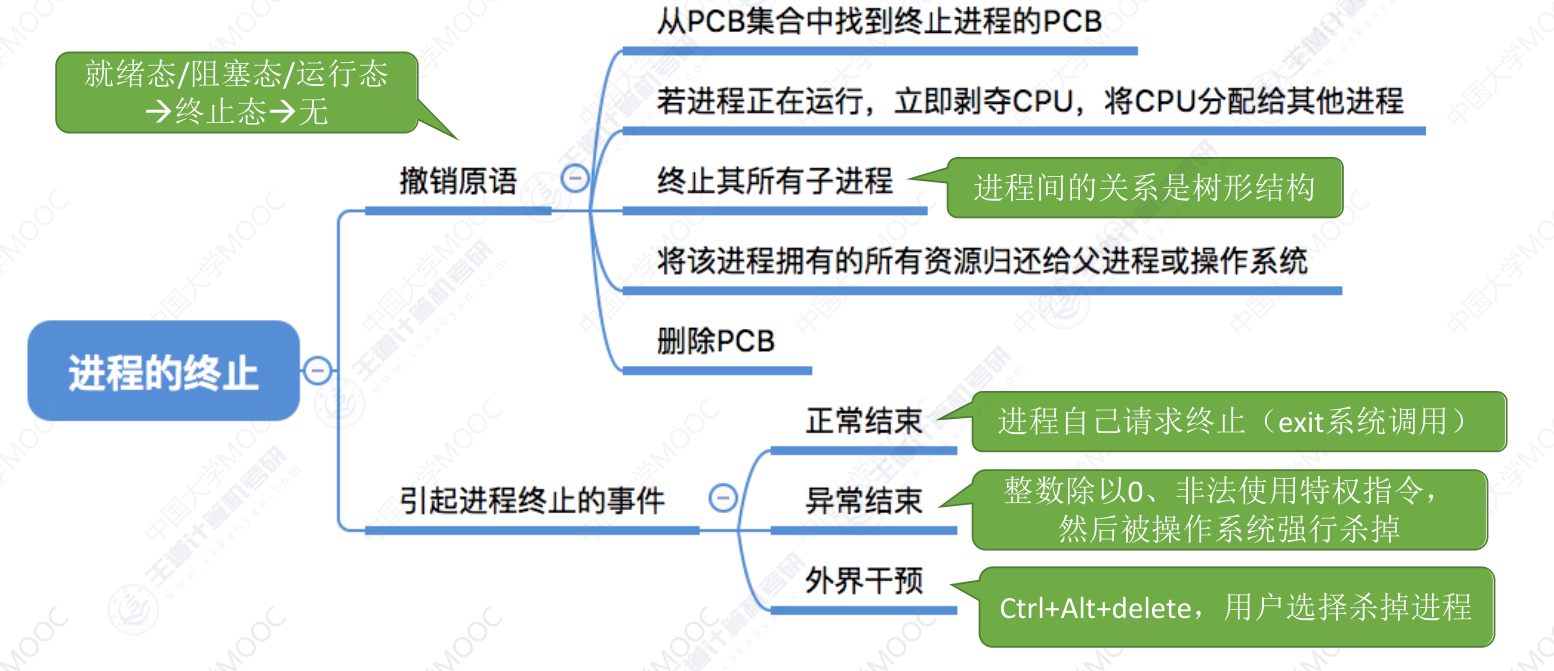 从PCB集合中找到终止进程的PCB
就绪态/阻塞态/运行态
→终止态→无
若进程正在运行，立即剥夺CPU，将CPU分配给其他进程
撤销原语
终止其所有子进程
进程间的关系是树形结构
将该进程拥有的所有资源归还给父进程或操作系统
删除PCB
进程的终止
正常结束
进程自己请求终止（exit系统调用）
引起进程终止的事件
异常结束
整数除以0、非法使用特权指令，
然后被操作系统强行杀掉
外界干预
Ctrl+Alt+delete，用户选择杀掉进程
中国大学MOOC
王道计算机考研
www.cskaoyan.com